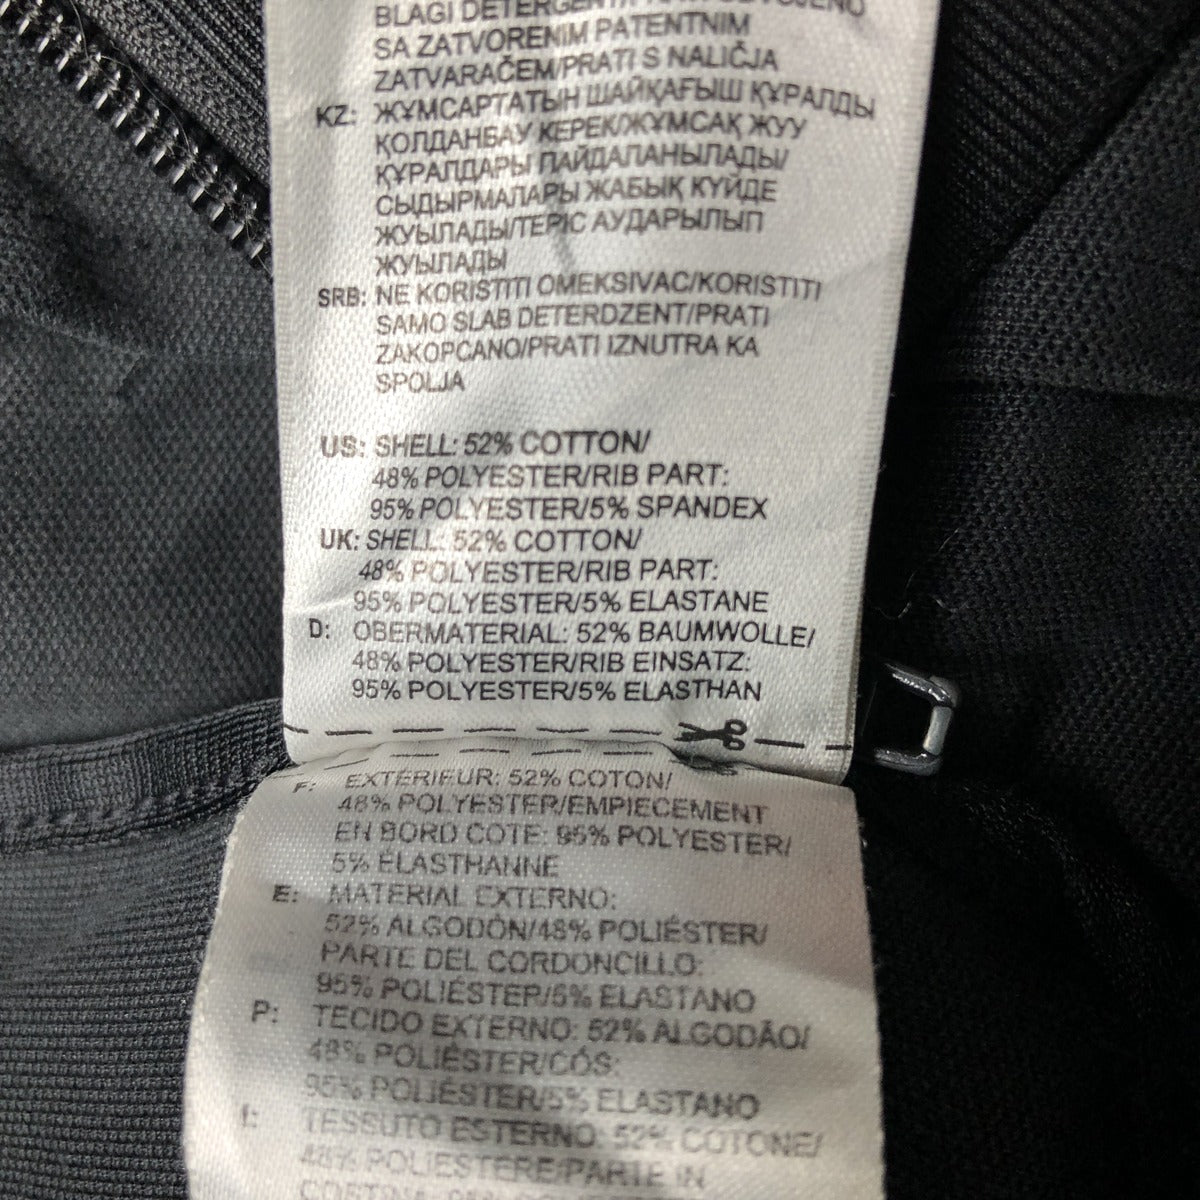 BLAGI
SA ZATVORENIM PATENTNIM
ZATVARAČEM/PRATI S NALIČJA
KZ: ЖҰМСАРТАТЫН ШАЙҚАҒЫШ ҚҰРАЛДЫ
ҚОЛДАНБАУ КЕРЕК/ЖҰМСАҚ ЖУУ
ҚҰРАЛДАРЫ ПАЙДАЛАНЫЛАДЫ/
СЫДЫРМАЛАРЫ ЖАБЫҚ КҮЙДЕ
ЖУЫЛАДЫ/ТЕРІС АУДАРЫЛЫП
ЖУЫЛАДЫ
SRB: NE KORISTITI OMEKSIVAC/KORISTITI
SAMO SLAB DETERDZENT/PRATI
ZAKOPCANO/PRATI IZNUTRA KA
SPOLJA
US: SHELL: 52% COTTON/
48% POLYESTER/RIB PART:
95% POLYESTER/5% SPANDEX
UK: SHELL: 52% COTTON/
48% POLYESTER/RIB PART:
95% POLYESTER/5% ELASTANE
D: OBERMATERIAL: 52% BAUMWOLLE/
48% POLYESTER/RIB EINSATZ:
95% POLYESTER/5% ELASTHAN
F: EXTÉRIEUR: 52% COTON/
48% POLYESTER/EMPIECEMENT
EN BORD COTE: 95% POLYESTER/
5% ÉLASTHANNE
E: MATERIAL EXTERNO:
52% ALGODÓN/48% POLIÉSTER/
PARTE DEL CORDONCILLO:
95% POLIÉSTER/5% ELASTANO
P: TECIDO EXTERNO: 52% ALGODÃO/
48% POLIÉSTER/CÓS:
95% POLIÉSTER/5% ELASTANO
I: TESSUTO ESTERNO: 52% COTONE/
48% POLIESTERE/PARTE IN